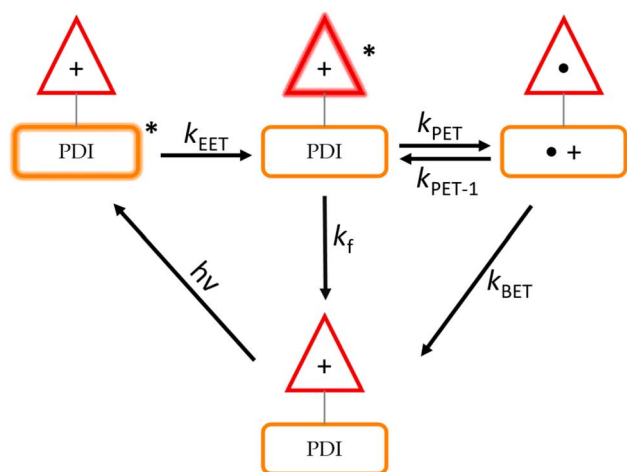 +
+ *
•
PDI *
k_EET
PDI
k_PET
k_PET-1
• +
hν
k_f
k_BET
+
PDI